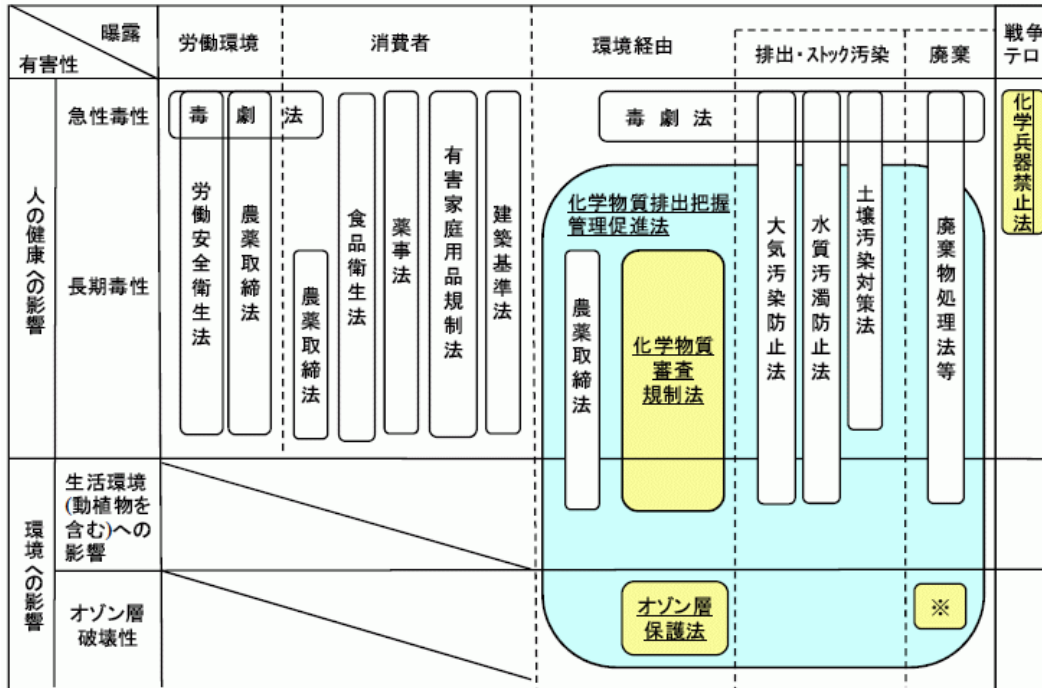 曝露
有害性
労働環境
消費者
環境経由
排出・ストック汚染
廃棄
戦争
テロ
人の健康への影響
急性毒性
長期毒性
毒劇法
労働安全衛生法
農薬取締法
農薬取締法
食品衛生法
薬事法
有害家庭用品規制法
建築基準法
毒劇法
化学物質排出把握
管理促進法
農薬取締法
化学物質
審査
規制法
大気汚染防止法
水質汚濁防止法
土壌汚染対策法
廃棄物処理法等
化学兵器禁止法
環境への影響
生活環境
(動植物を
含む)への
影響
オゾン層
破壊性
オゾン層
保護法
※